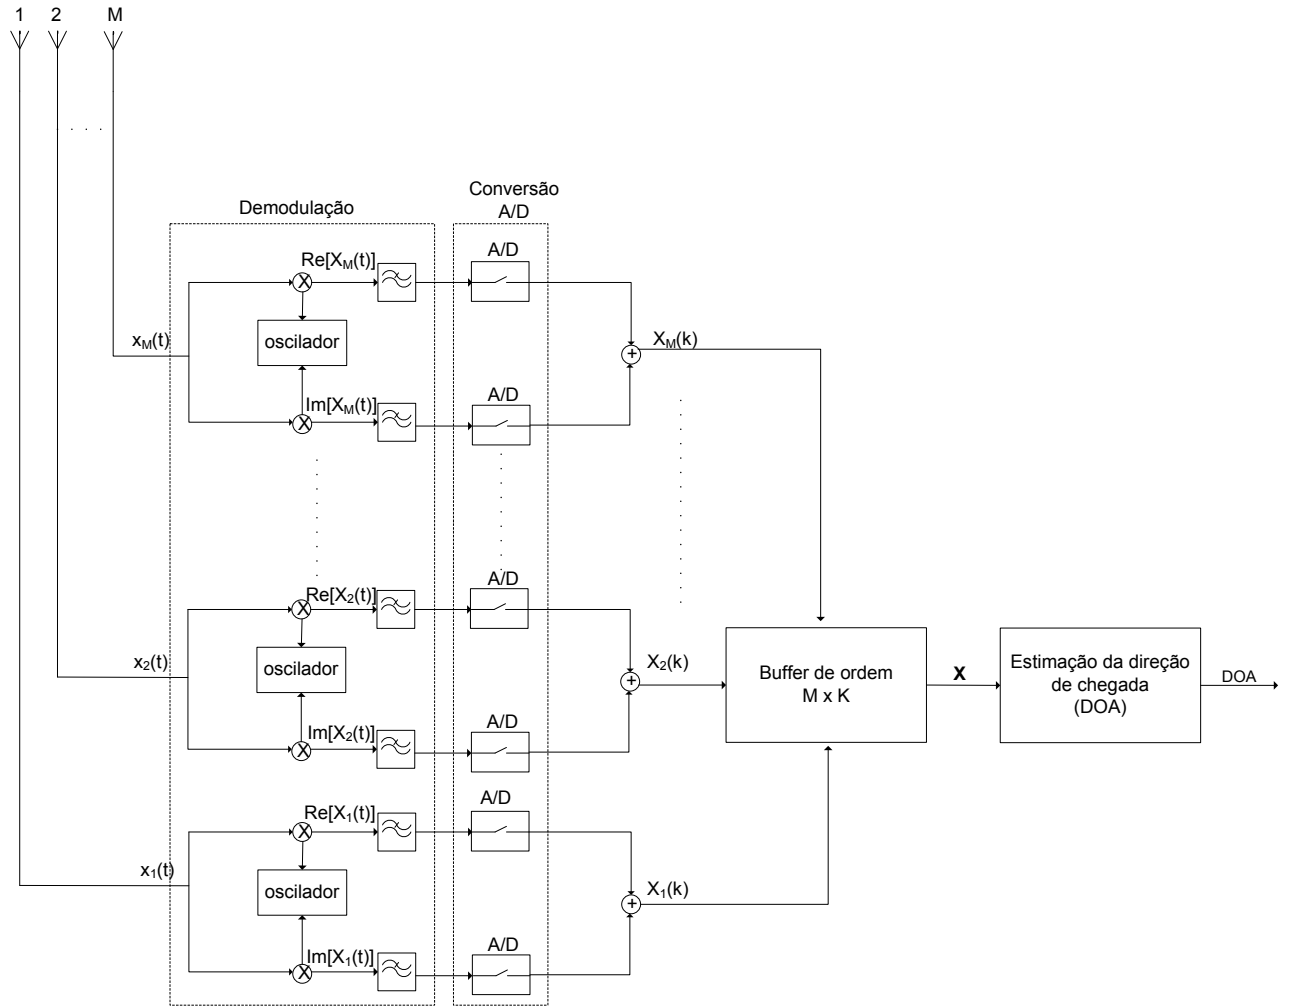 1 2 M
Conversão
A/D
Demodulação
Re[X_M(t)]
A/D
x_M(t)
oscilador
X_M(k)
Im[X_M(t)]
A/D
Re[X_2(t)]
A/D
x_2(t)
oscilador
X_2(k)
Im[X_2(t)]
A/D
Buffer de ordem
M x K
X
Estimação da direção
de chegada
(DOA)
DOA
Re[X_1(t)]
A/D
x_1(t)
oscilador
X_1(k)
Im[X_1(t)]
A/D